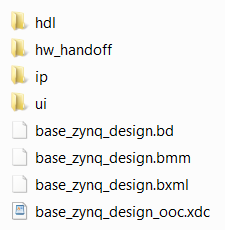 hdl
hw_handoff
ip
ui
base_zynq_design.bd
base_zynq_design.bmm
base_zynq_design.bxml
base_zynq_design_ooc.xdc